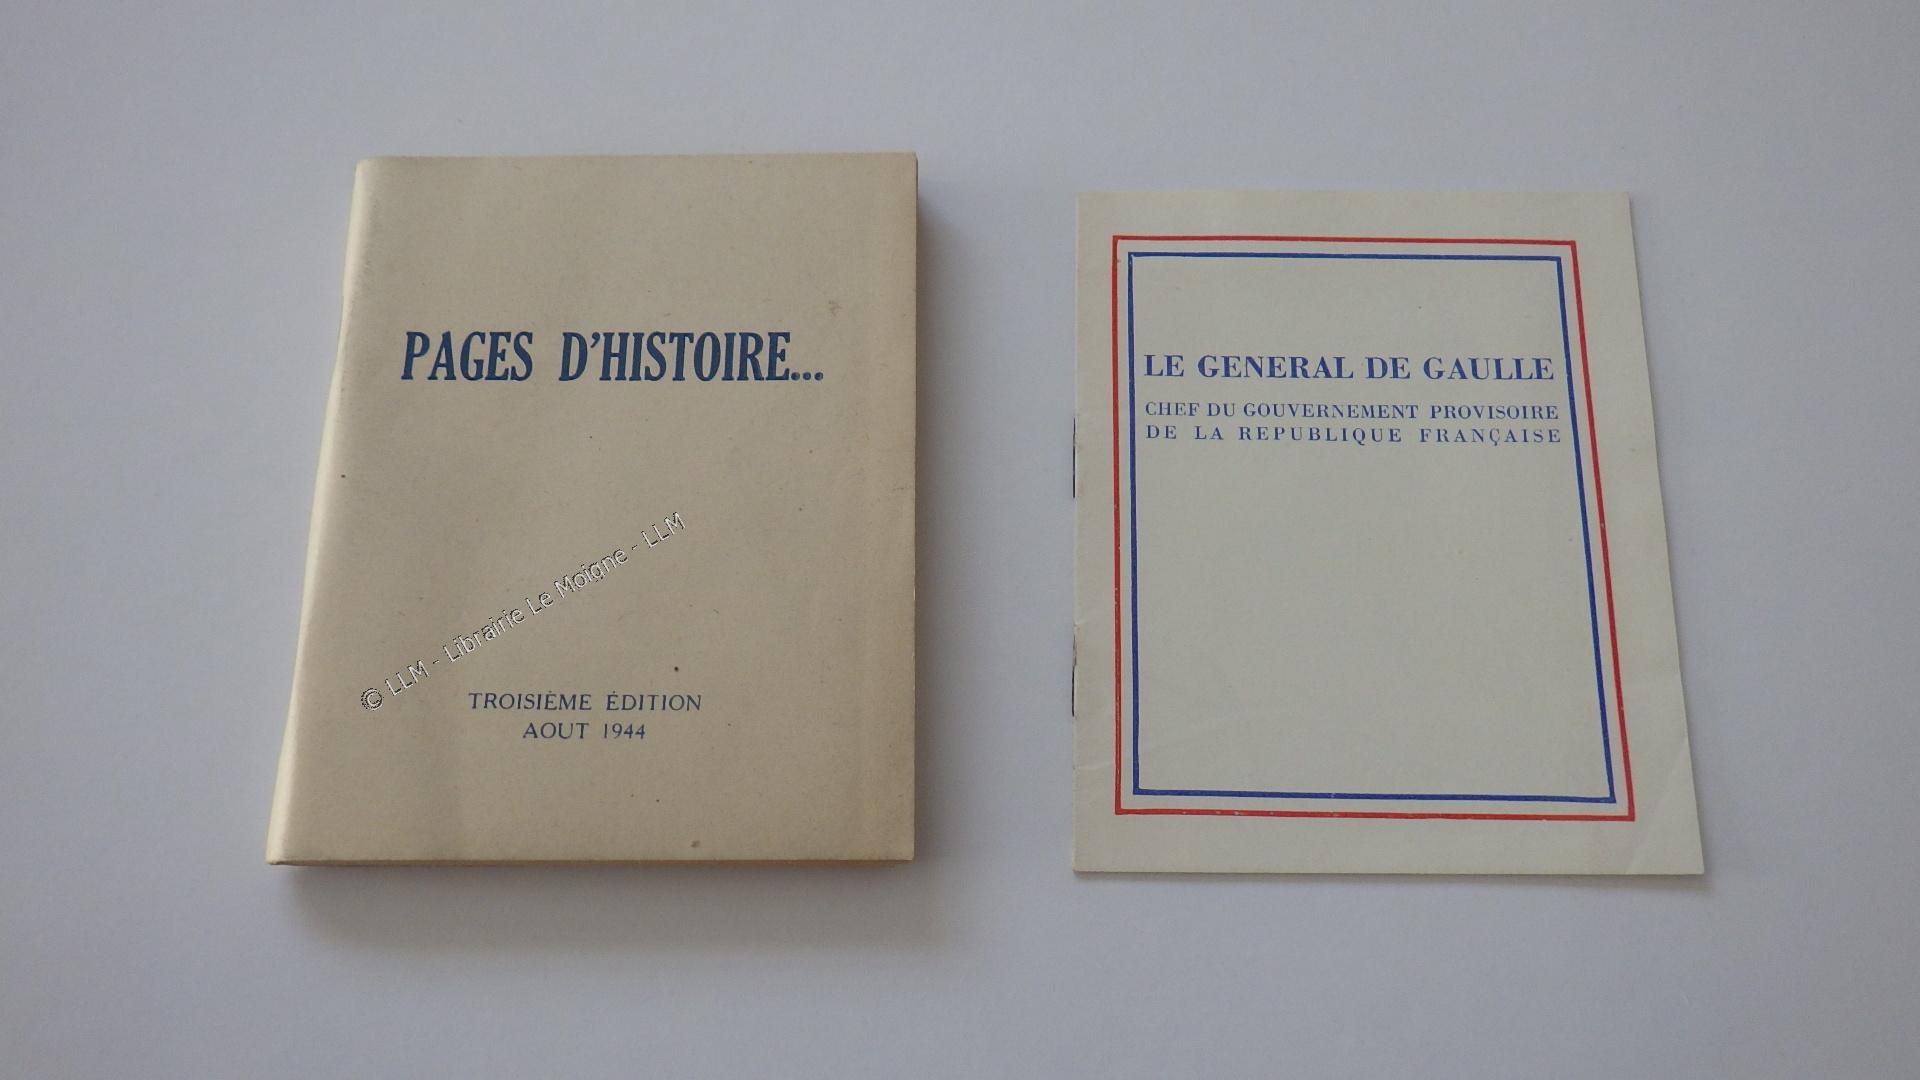 PAGES D'HISTOIRE...
© LLM - Librairie Le Moigne - LLM
TROISIÈME ÉDITION
AOUT 1944
LE GENERAL DE GAULLE
CHEF DU GOUVERNEMENT PROVISOIRE
DE LA REPUBLIQUE FRANÇAISE